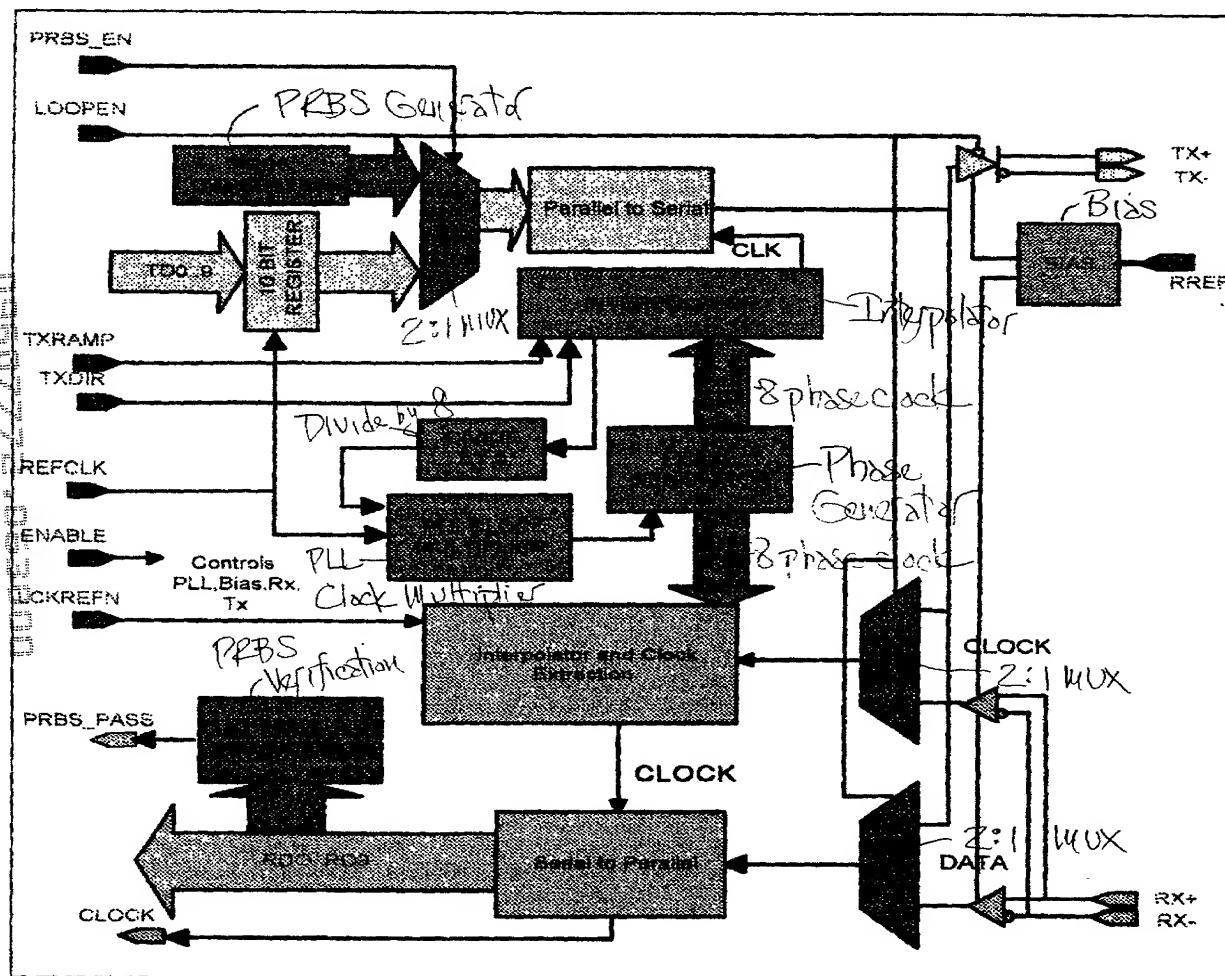 PRBS_EN
LOOPEN
PRBS Generator
Parallel to Serial
TX+
TX-
Bias
BIAS
RREF
CLK
10 BIT
REGISTER
TD0_9
2:1 MUX
Interpolator
TXRAMP
TXDIR
8 phase clock
Divide by 8
REFCLK
Phase
Generator
ENABLE
Controls
PLL,Bias,Rx,
Tx
PLL
Clock Multiplier
8 phase clock
LCKREFN
Interpolator and Clock
Extraction
CLOCK
2:1 MUX
PRBS
Verification
PRBS_PASS
CLOCK
Serial to Parallel
RD0_RD9
2:1 MUX
DATA
CLOCK
RX+
RX-